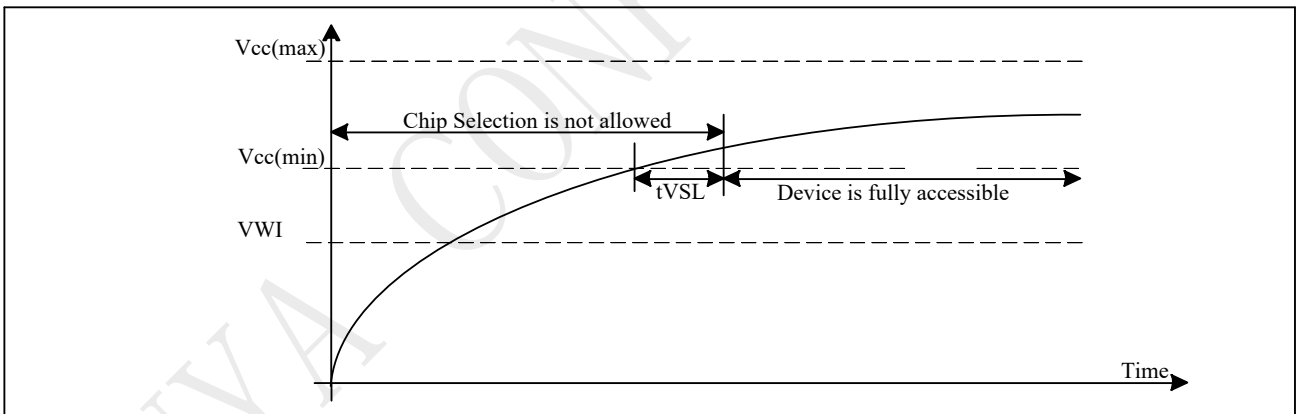 Vcc(max)
Chip Selection is not allowed
Vcc(min)
tVSL
Device is fully accessible
VWI
Time